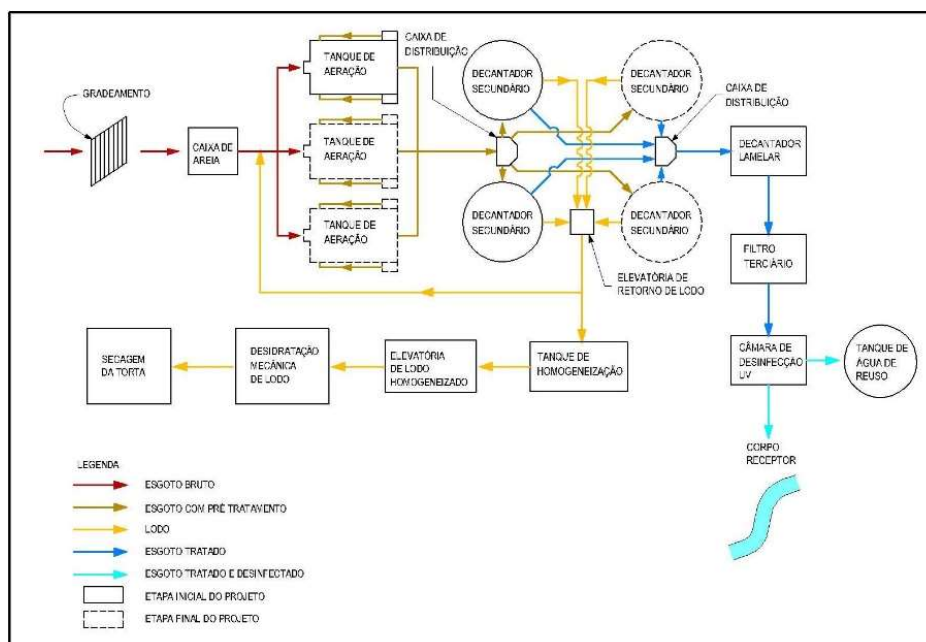 GRADEAMENTO
CAIXA DE
AREIA
TANQUE DE
AERAÇÃO
TANQUE DE
AERAÇÃO
TANQUE DE
AERAÇÃO
CAIXA DE
DISTRIBUIÇÃO
DECANTADOR
SECUNDÁRIO
DECANTADOR
SECUNDÁRIO
DECANTADOR
SECUNDÁRIO
DECANTADOR
SECUNDÁRIO
CAIXA DE
DISTRIBUIÇÃO
ELEVATÓRIA DE
RETORNO DE LODO
DECANTADOR
LAMELAR
FILTRO
TERCIÁRIO
CÂMARA DE
DESINFECÇÃO
UV
TANQUE DE
ÁGUA DE
REUSO
CORPO
RECEPTOR
SECAGEM
DA TORTA
DESIDRATAÇÃO
MECÂNICA
DE LODO
ELEVATÓRIA
DE LODO
HOMOGENEIZADO
TANQUE DE
HOMOGENEIZAÇÃO
LEGENDA
ESGOTO BRUTO
ESGOTO COM PRÉ TRATAMENTO
LODO
ESGOTO TRATADO
ESGOTO TRATADO E DESINFECTADO
ETAPA INICIAL DO PROJETO
ETAPA FINAL DO PROJETO